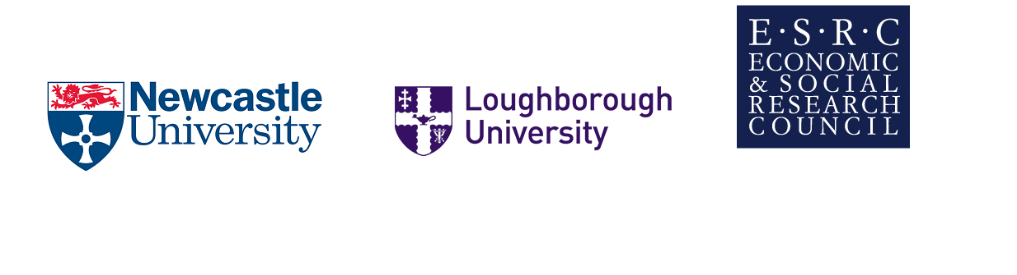 Newcastle
University
Loughborough
University
E·S·R·C
ECONOMIC
& SOCIAL
RESEARCH
COUNCIL